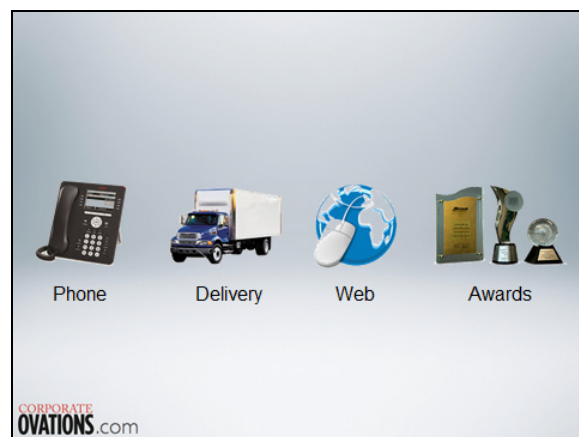 Phone
Delivery
Web
Awards
CORPORATE
OVATIONS.com